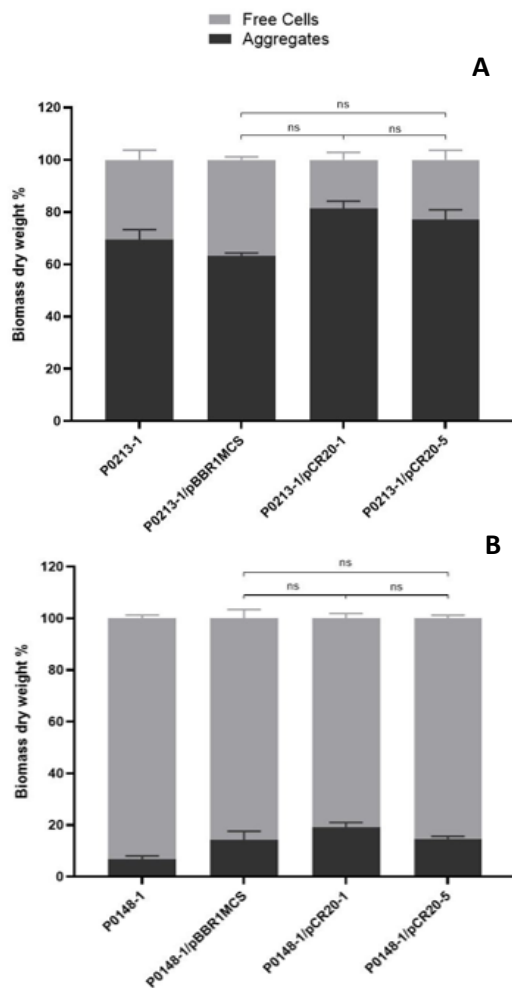 Free Cells
Aggregates
A
Biomass dry weight %
120
100
80
60
40
20
0
ns
ns
ns
P0213-1
P0213-1/pBBR1MCS
P0213-1/pCR20-1
P0213-1/pCR20-5
B
Biomass dry weight %
120
100
80
60
40
20
0
ns
ns
ns
P0148-1
P0148-1/pBBR1MCS
P0148-1/pCR20-1
P0148-1/pCR20-5